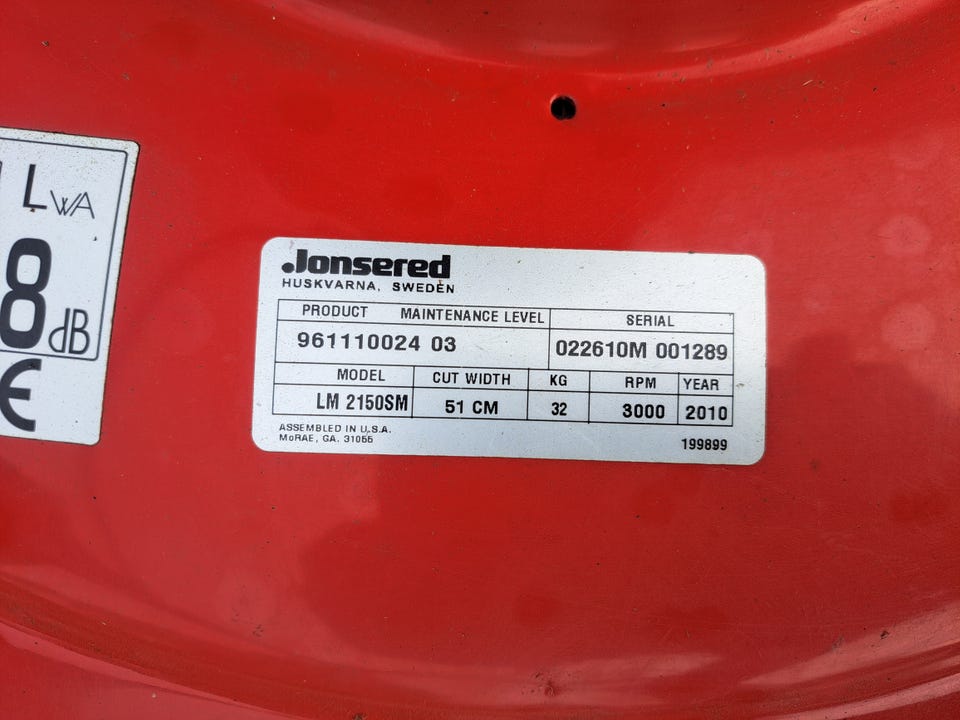 LWA
8
dB
CE
Jonsered
HUSKVARNA, SWEDEN
PRODUCT MAINTENANCE LEVEL SERIAL
961110024 03 022610M 001289
MODEL CUT WIDTH KG RPM YEAR
LM 2150SM 51 CM 32 3000 2010
ASSEMBLED IN U.S.A.
McRAE, GA. 31055 199899